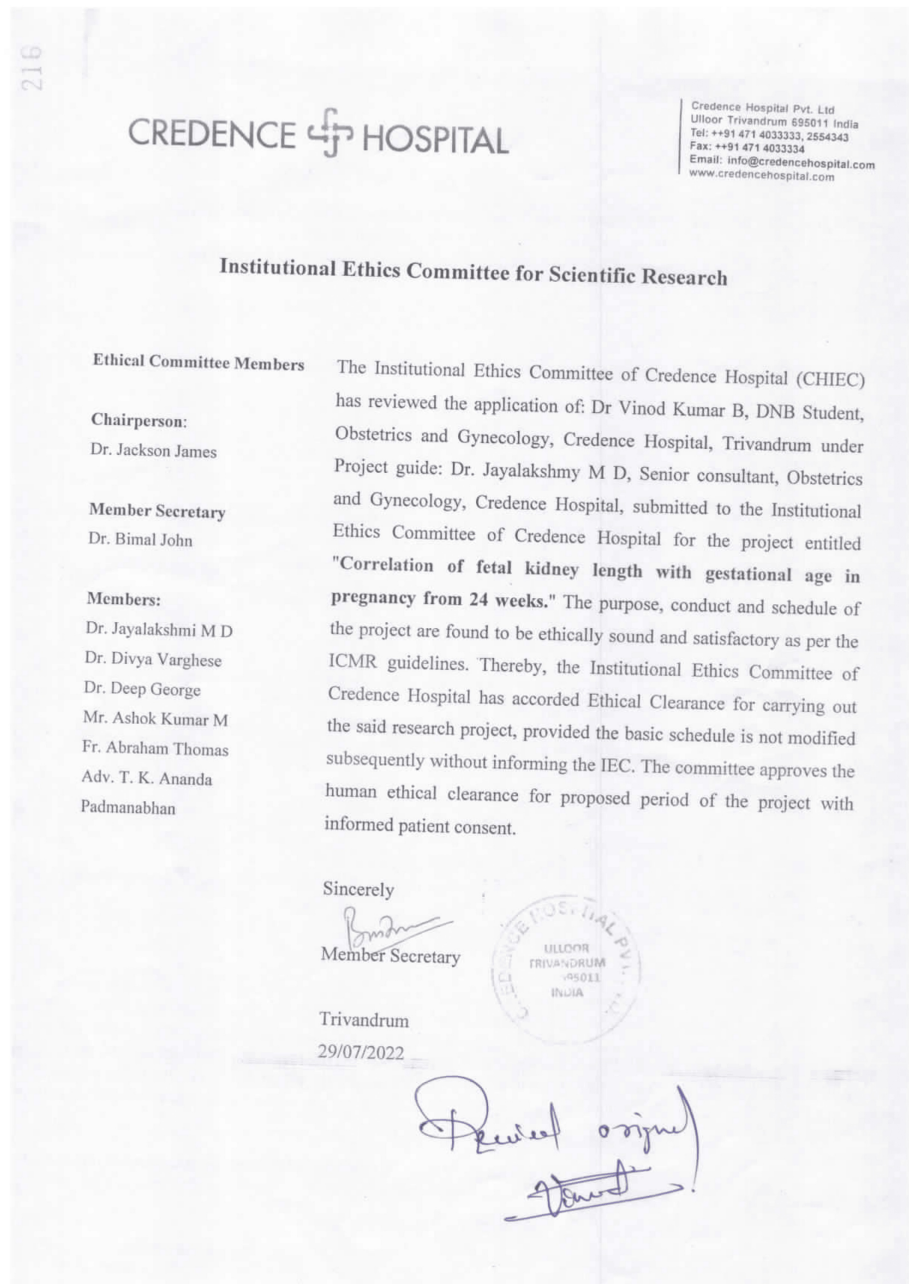 216
CREDENCE HOSPITAL
Credence Hospital Pvt. Ltd
Ulloor Trivandrum 695011 India
Tel: ++91 471 4033333, 2554343
Fax: ++91 471 4033334
Email: info@credencehospital.com
www.credencehospital.com
Institutional Ethics Committee for Scientific Research
Ethical Committee Members
Chairperson:
Dr. Jackson James
Member Secretary
Dr. Bimal John
Members:
Dr. Jayalakshmi M D
Dr. Divya Varghese
Dr. Deep George
Mr. Ashok Kumar M
Fr. Abraham Thomas
Adv. T. K. Ananda
Padmanabhan
The Institutional Ethics Committee of Credence Hospital (CHIEC)
has reviewed the application of: Dr Vinod Kumar B, DNB Student,
Obstetrics and Gynecology, Credence Hospital, Trivandrum under
Project guide: Dr. Jayalakshmy M D, Senior consultant, Obstetrics
and Gynecology, Credence Hospital, submitted to the Institutional
Ethics Committee of Credence Hospital for the project entitled
"Correlation of fetal kidney length with gestational age in
pregnancy from 24 weeks." The purpose, conduct and schedule of
the project are found to be ethically sound and satisfactory as per the
ICMR guidelines. Thereby, the Institutional Ethics Committee of
Credence Hospital has accorded Ethical Clearance for carrying out
the said research project, provided the basic schedule is not modified
subsequently without informing the IEC. The committee approves the
human ethical clearance for proposed period of the project with
informed patient consent.
Sincerely
Member Secretary
HOSPITAL PVT.
ULLOOR
TRIVANDRUM
695011
INDIA
Trivandrum
29/07/2022